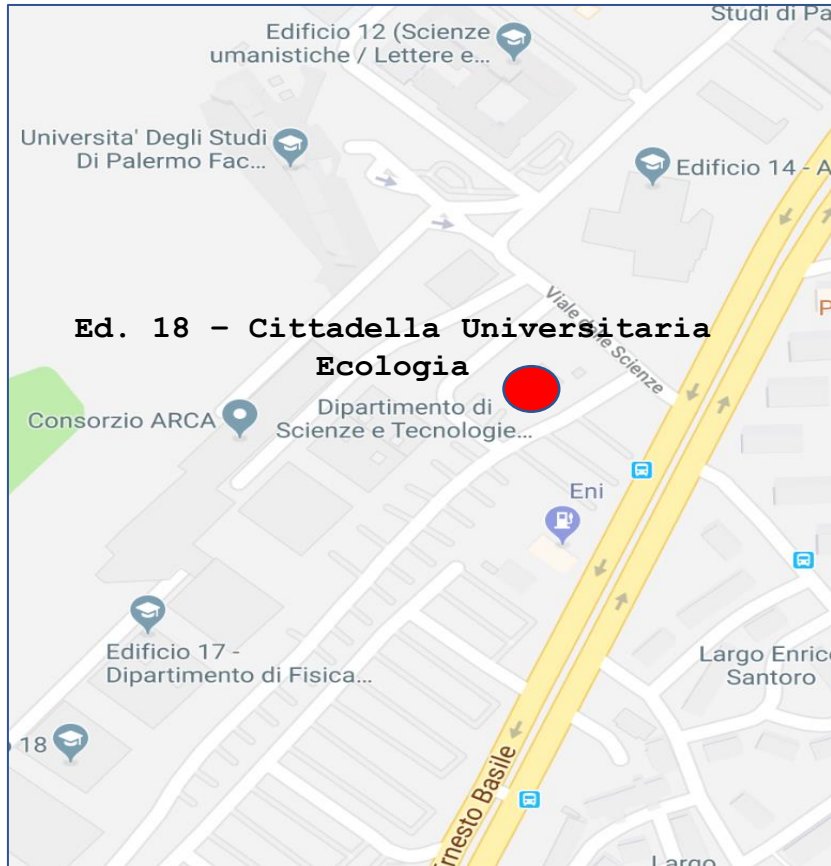 Studi di Pa
Edificio 12 (Scienze
umanistiche / Lettere e...
Universita' Degli Studi
Di Palermo Fac...
Edificio 14 - A
Viale delle Scienze
P
Ed. 18 – Cittadella Universitaria
Ecologia
Consorzio ARCA
Dipartimento di
Scienze e Tecnologie...
Eni
Edificio 17 -
Dipartimento di Fisica...
Largo Enrico
Santoro
18
rnesto Basile
Largo